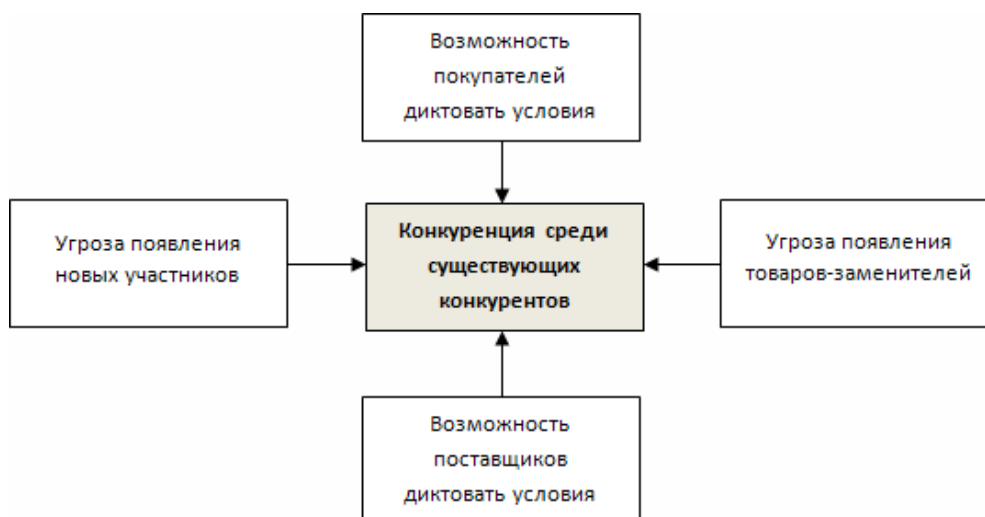 Возможность
покупателей
диктовать условия
Угроза появления
новых участников
Конкуренция среди
существующих
конкурентов
Угроза появления
товаров-заменителей
Возможность
поставщиков
диктовать условия